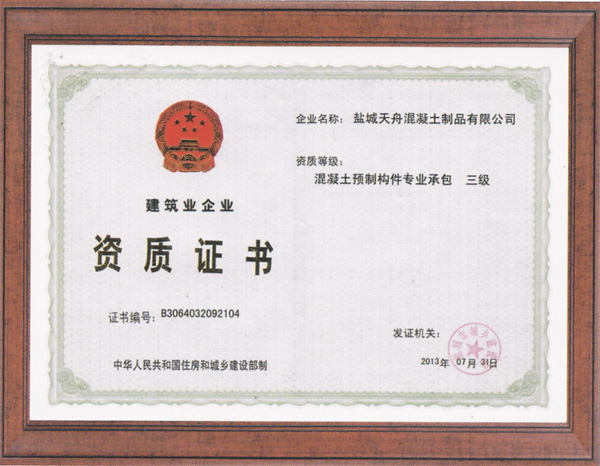 建筑业企业
资质证书
证书编号：B3064032092104
中华人民共和国住房和城乡建设部制
企业名称：盐城天舟混凝土制品有限公司
资质等级：
混凝土预制构件专业承包 三级
发证机关：
2013年 07月 31日